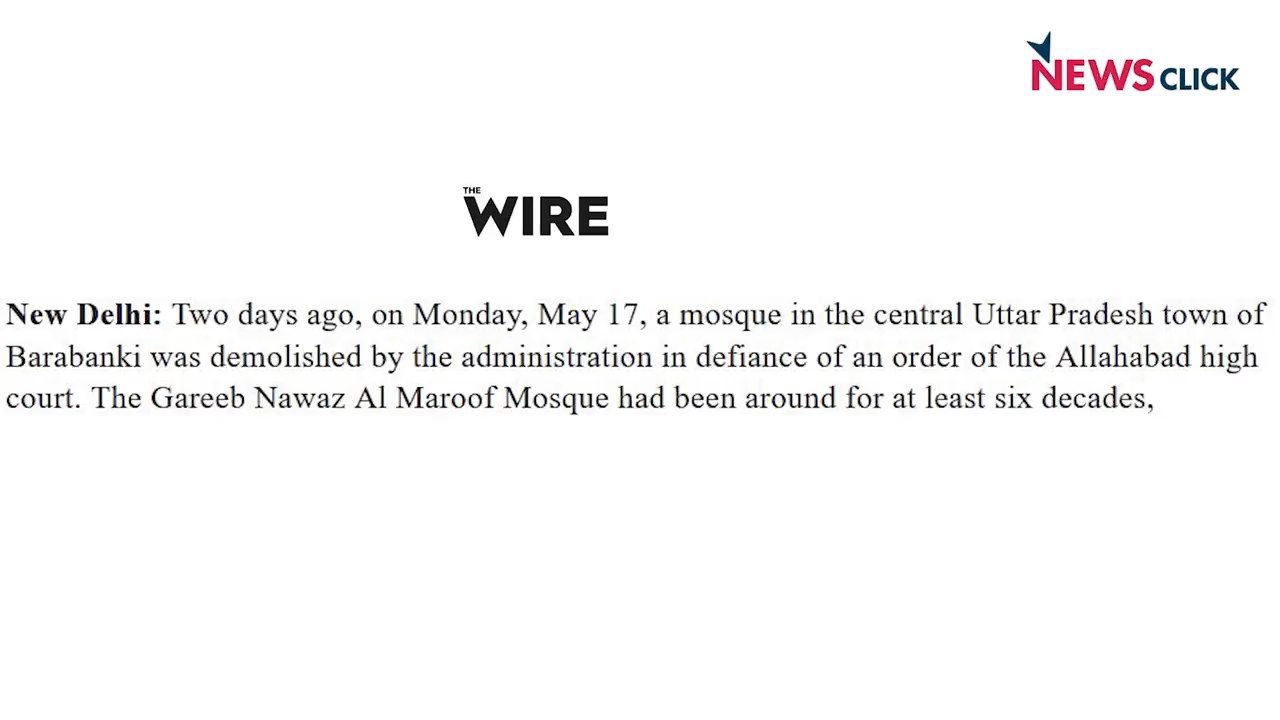 NEWS CLICK
THE
WIRE
New Delhi: Two days ago, on Monday, May 17, a mosque in the central Uttar Pradesh town of
Barabanki was demolished by the administration in defiance of an order of the Allahabad high
court. The Gareeb Nawaz Al Maroof Mosque had been around for at least six decades,